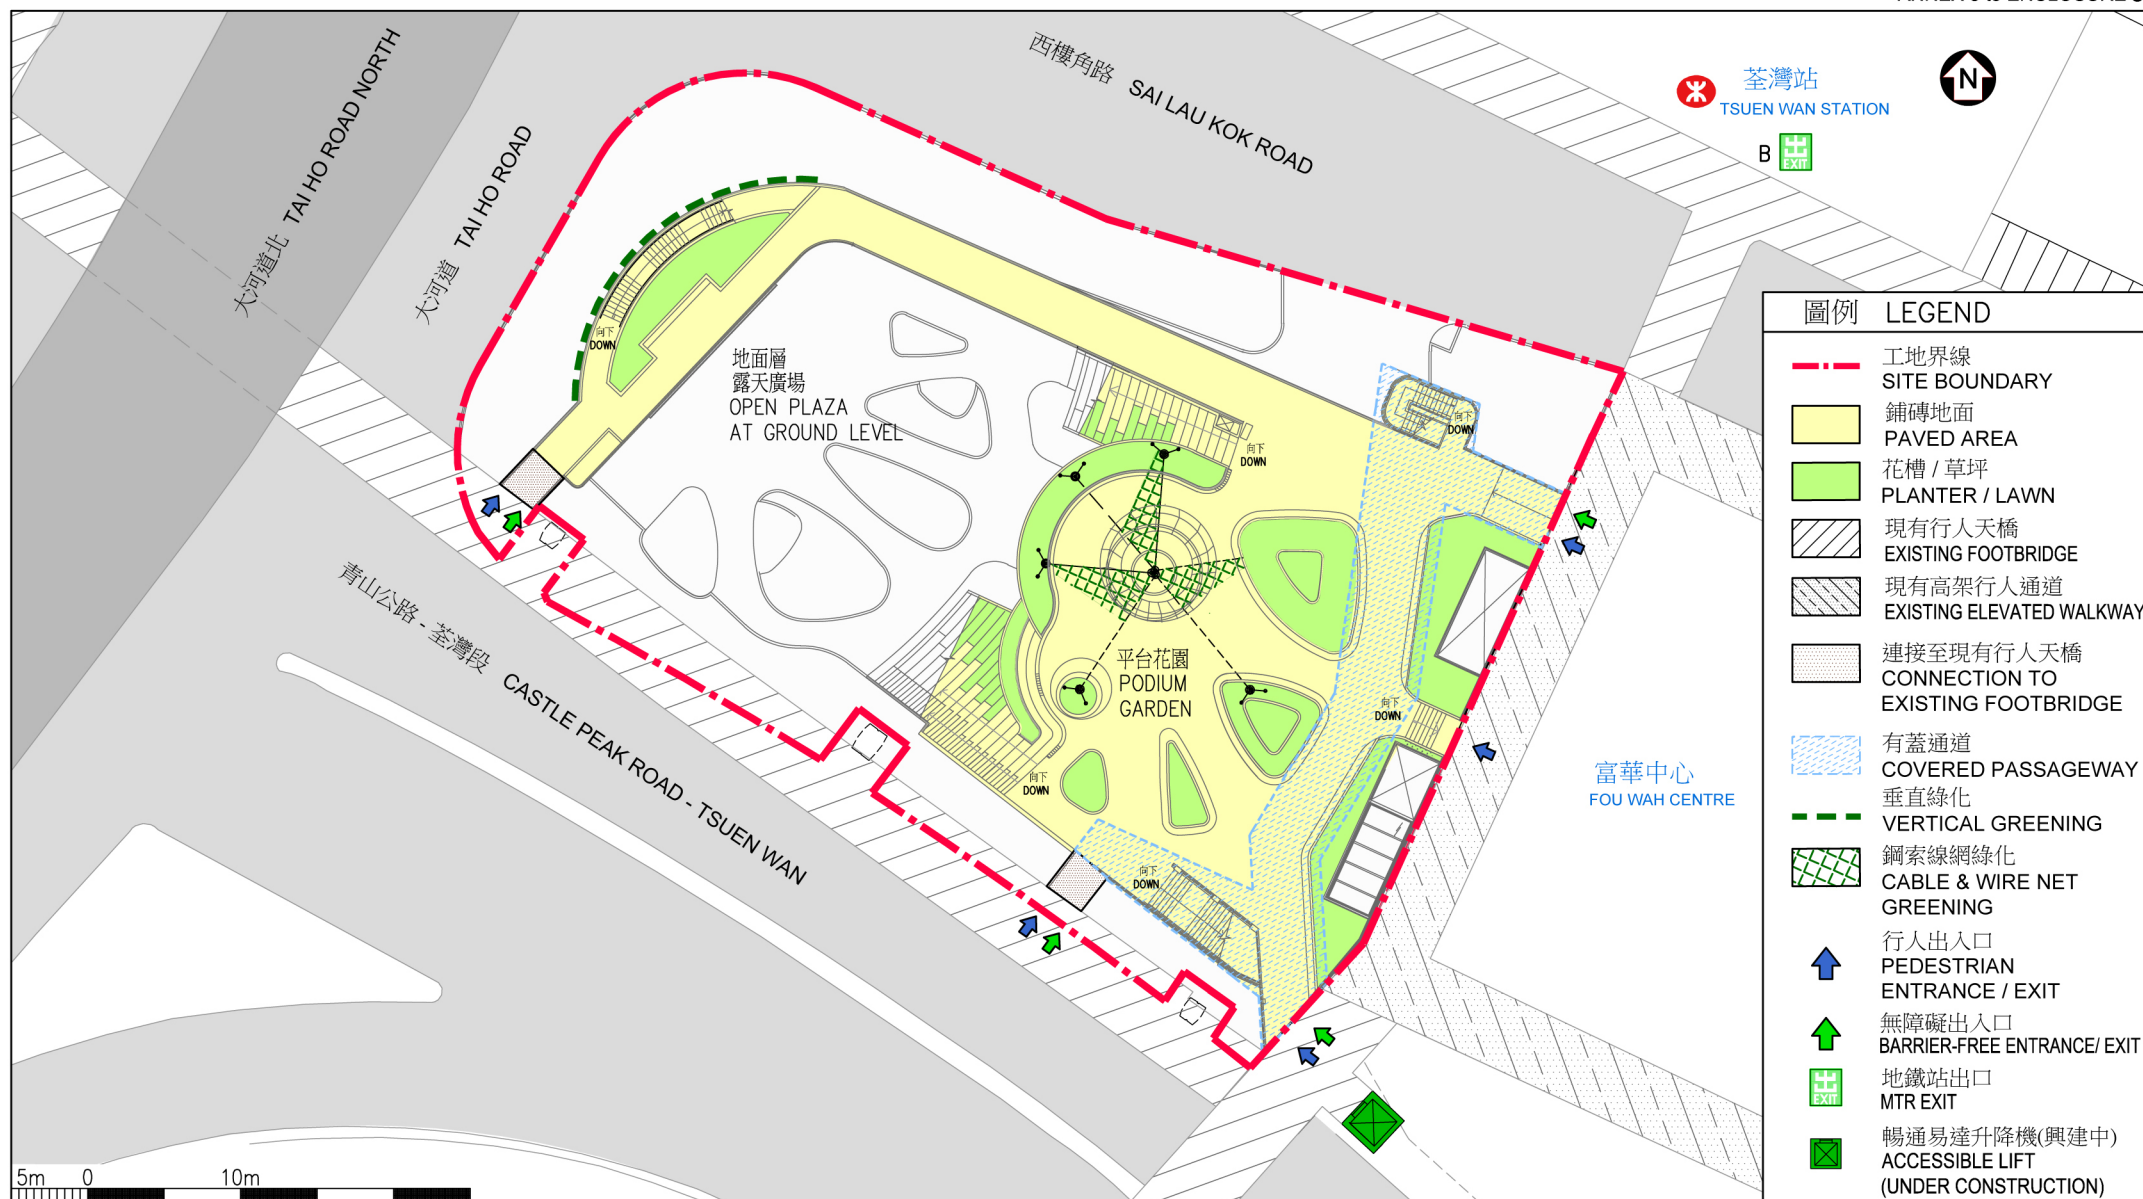 西樓角路 SAI LAU KOK ROAD
大河道北 TAI HO ROAD NORTH
大河道 TAI HO ROAD
荃灣站
TSUEN WAN STATION
N
B
出
EXIT
向下
DOWN
地面層
露天廣場
OPEN PLAZA
AT GROUND LEVEL
向下
DOWN
向下
DOWN
青山公路 - 荃灣段 CASTLE PEAK ROAD - TSUEN WAN
平台花園
PODIUM
GARDEN
向下
DOWN
向下
DOWN
向下
DOWN
富華中心
FOU WAH CENTRE
5m 0 10m
圖例 LEGEND
工地界線
SITE BOUNDARY
鋪磚地面
PAVED AREA
花槽 / 草坪
PLANTER / LAWN
現有行人天橋
EXISTING FOOTBRIDGE
現有高架行人通道
EXISTING ELEVATED WALKWAY
連接至現有行人天橋
CONNECTION TO
EXISTING FOOTBRIDGE
有蓋通道
COVERED PASSAGEWAY
垂直綠化
VERTICAL GREENING
鋼索線網綠化
CABLE & WIRE NET
GREENING
行人出入口
PEDESTRIAN
ENTRANCE / EXIT
無障礙出入口
BARRIER-FREE ENTRANCE/ EXIT
出
EXIT
地鐵站出口
MTR EXIT
暢通易達升降機(興建中)
ACCESSIBLE LIFT
(UNDER CONSTRUCTION)